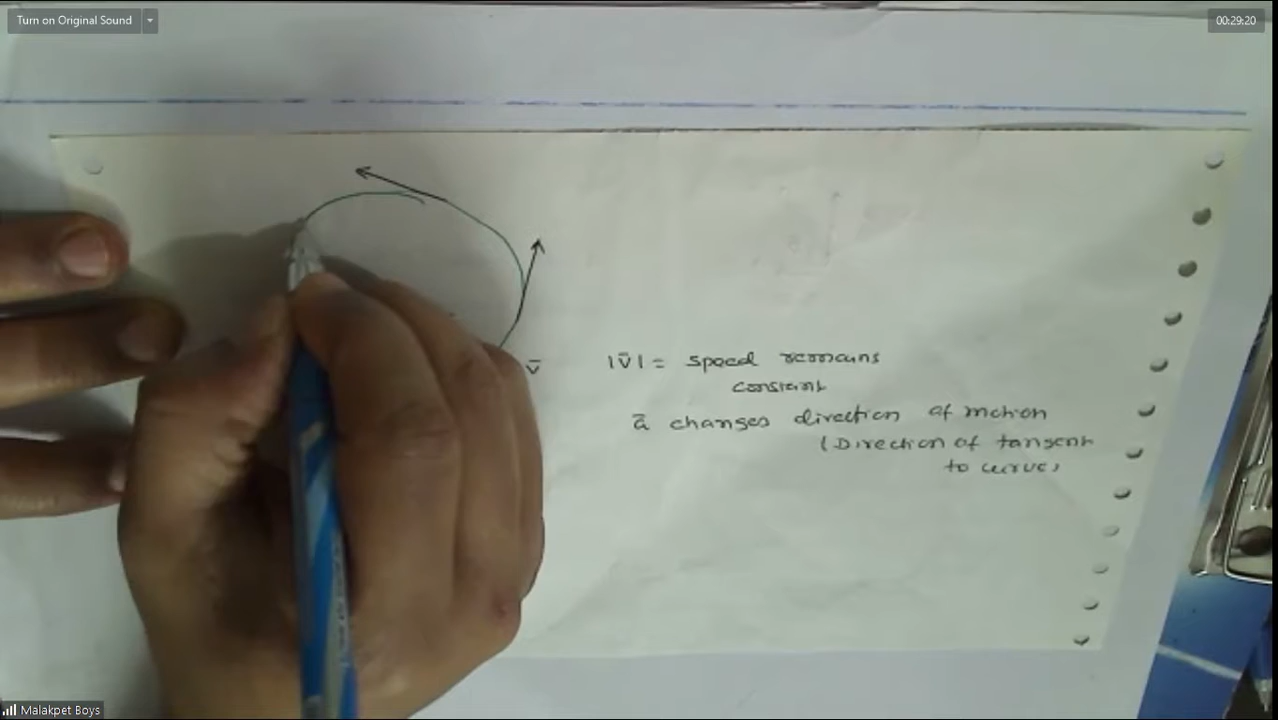 Turn on Original Sound
00:29:20
v̄
|v̄| = speed remains
constant
ā changes direction of motion
(Direction of tangent
to curve)
Malakpet Boys